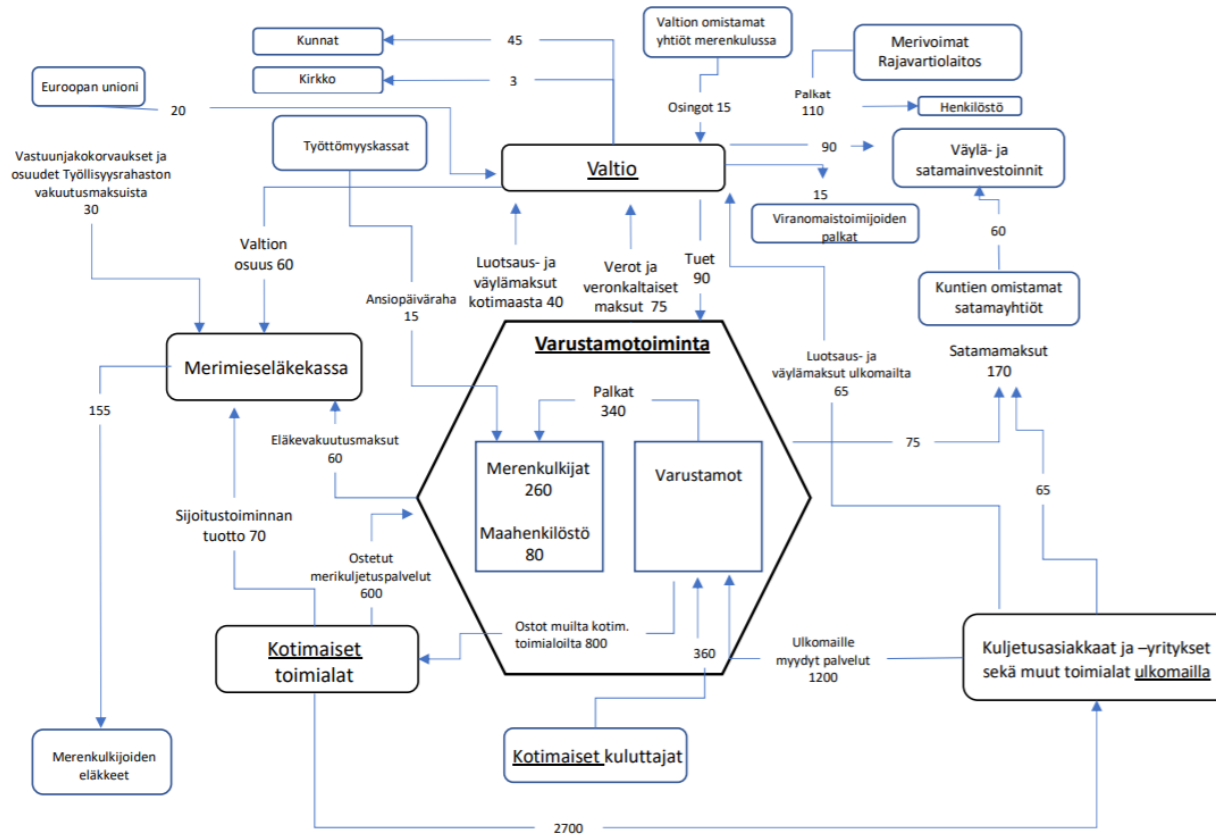 Kunnat
45
Valtion omistamat
yhtiöt merenkulussa
Merivoimat
Rajavartiolaitos
Kirkko
3
Euroopan unioni
20
Osingot 15
Palkat
110
Henkilöstö
Työttömyyskassat
Vastuunjakokorvaukset ja
osuudet Työllisyysrahaston
vakuutusmaksuista
30
Valtio
90
Väylä- ja
satamainvestoinnit
15
Viranomaistoimijoiden
palkat
60
Valtion
osuus 60
Luotsaus- ja
väylämaksut
kotimaasta 40
Verot ja
veronkaltaiset
maksut 75
Tuet
90
Kuntien omistamat
satamayhtiöt
Ansiopäiväraha
15
Varustamotoiminta
Merimieseläkekassa
Luotsaus- ja
väylämaksut ulkomailta
65
Satamamaksut
170
Palkat
340
155
Eläkevakuutusmaksut
60
Merenkulkijat
260
Maahenkilöstö
80
Varustamot
75
65
Sijoitustoiminnan
tuotto 70
Ostetut
merikuljetuspalvelut
600
Ostot muilta kotim.
toimialoilta 800
360
Ulkomaille
myydyt palvelut
1200
Kotimaiset
toimialat
Kuljetusasiakkaat ja –yritykset
sekä muut toimialat ulkomailla
Merenkulkijoiden
eläkkeet
Kotimaiset kuluttajat
2700